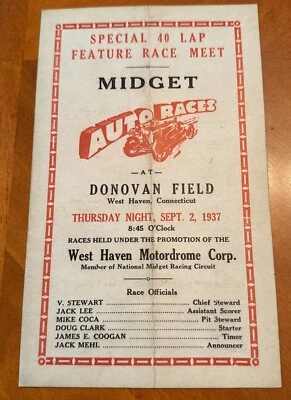 SPECIAL 40 LAP
FEATURE RACE MEET
MIDGET
AUTO RACES
— AT —
DONOVAN FIELD
West Haven, Connecticut
THURSDAY NIGHT, SEPT. 2, 1937
8:45 O'Clock
RACES HELD UNDER THE PROMOTION OF THE
West Haven Motordrome Corp.
Member of National Midget Racing Circuit
Race Officials
V. STEWART Chief Steward
JACK LEE Assistant Scorer
MIKE COCA Pit Steward
DOUG CLARK Starter
JAMES E. COOGAN Timer
JACK MEHL Announcer